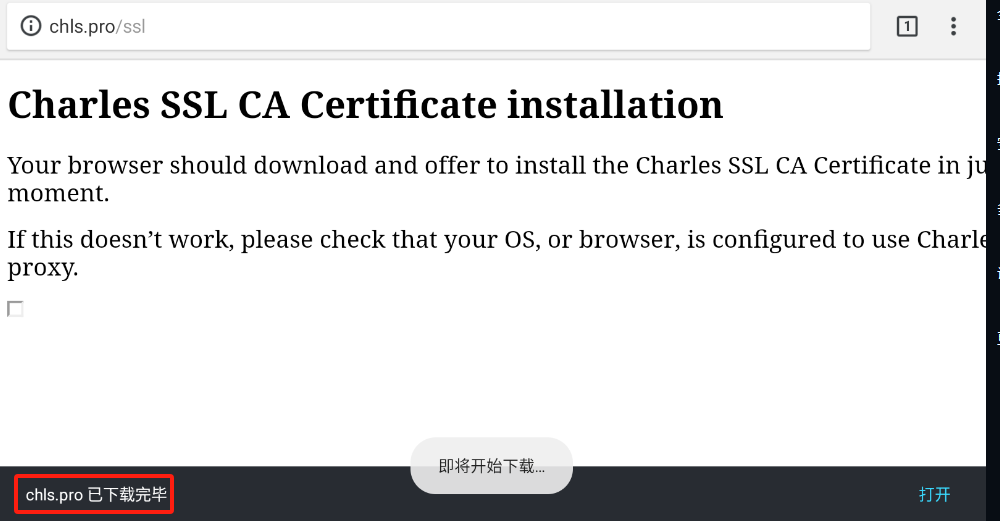 chls.pro/ssl
1
Charles SSL CA Certificate installation
Your browser should download and offer to install the Charles SSL CA Certificate in ju
moment.
If this doesn’t work, please check that your OS, or browser, is configured to use Charle
proxy.
即将开始下载...
chls.pro 已下载完毕
打开